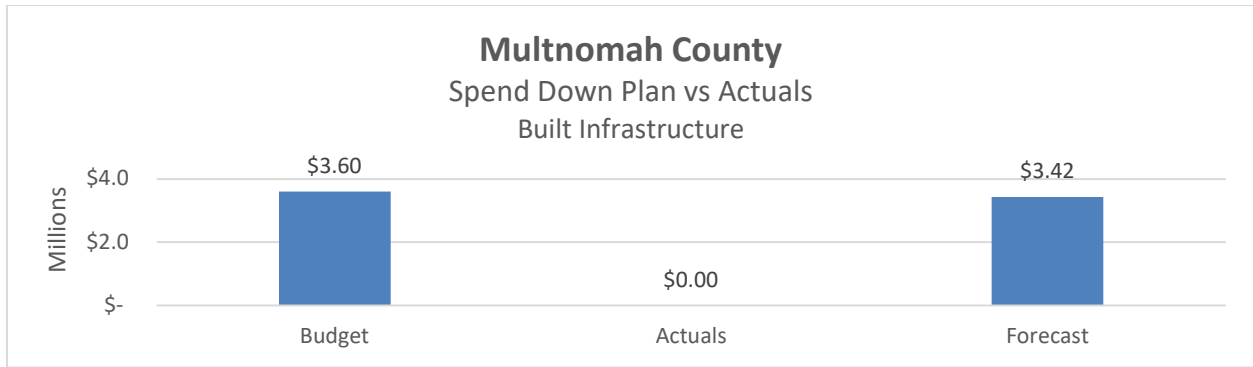 Multnomah County
Spend Down Plan vs Actuals
Built Infrastructure
$3.60
$3.42
$4.0
Millions
$2.0
$0.00
$-
Budget
Actuals
Forecast